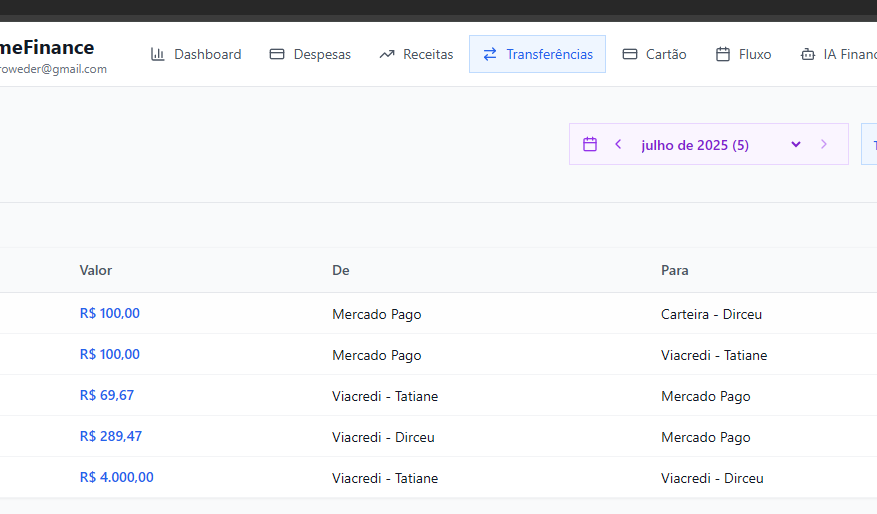 meFinance
roweder@gmail.com
Dashboard
Despesas
Receitas
Transferências
Cartão
Fluxo
IA Financ
julho de 2025 (5)
Valor De Para
R$ 100,00 Mercado Pago Carteira - Dirceu
R$ 100,00 Mercado Pago Viacredi - Tatiane
R$ 69,67 Viacredi - Tatiane Mercado Pago
R$ 289,47 Viacredi - Dirceu Mercado Pago
R$ 4.000,00 Viacredi - Tatiane Viacredi - Dirceu